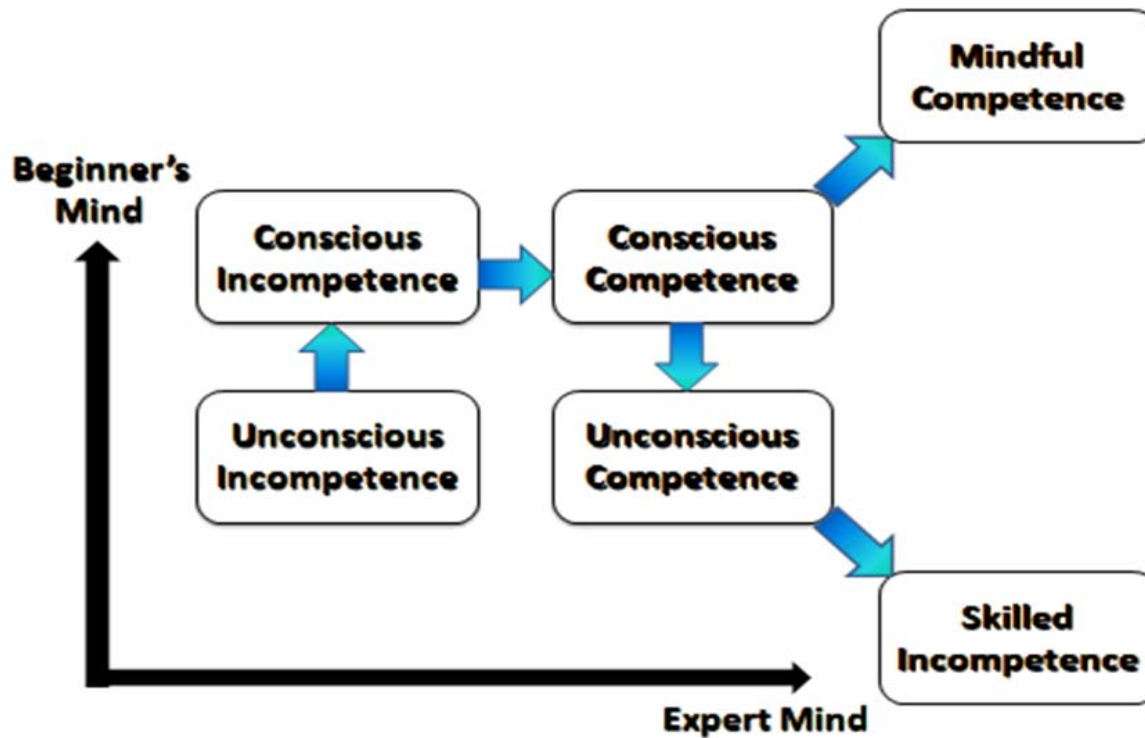 Mindful
Competence
Beginner's
Mind
Conscious
Incompetence
Conscious
Competence
Unconscious
Incompetence
Unconscious
Competence
Skilled
Incompetence
Expert Mind